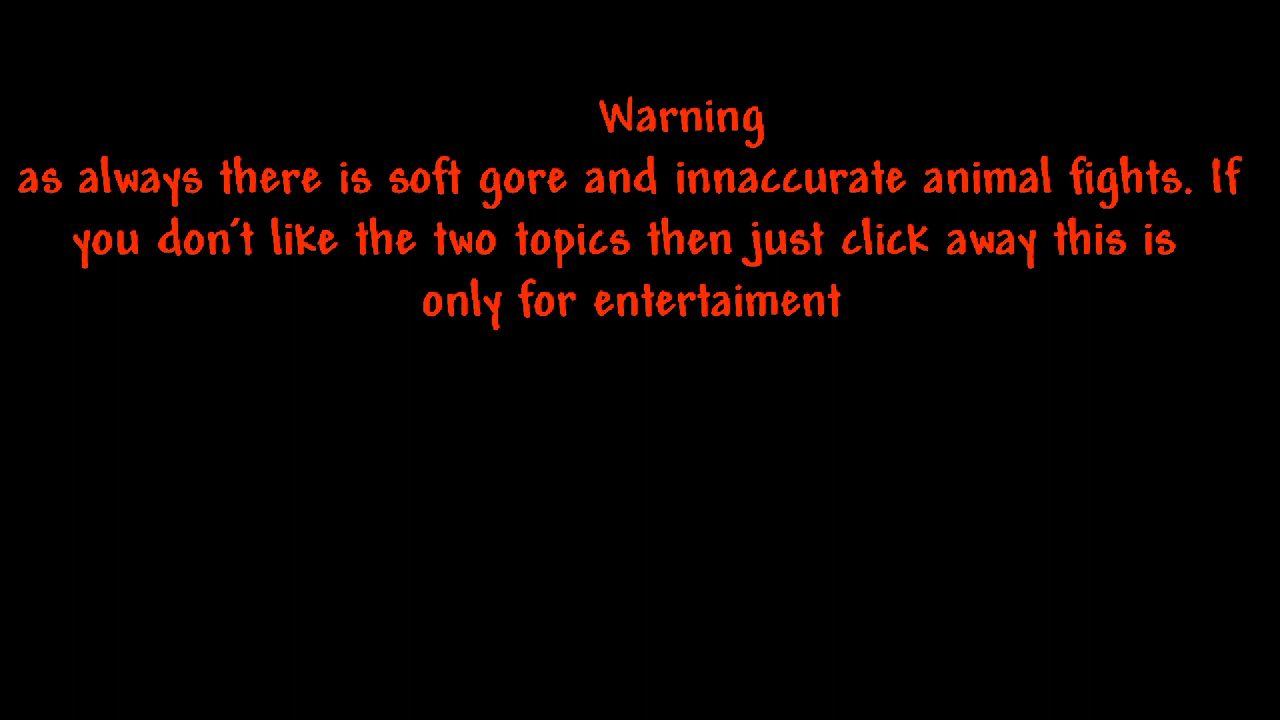 Warning
as always there is soft gore and innaccurate animal fights. If
you don't like the two topics then just click away this is
only for entertaiment